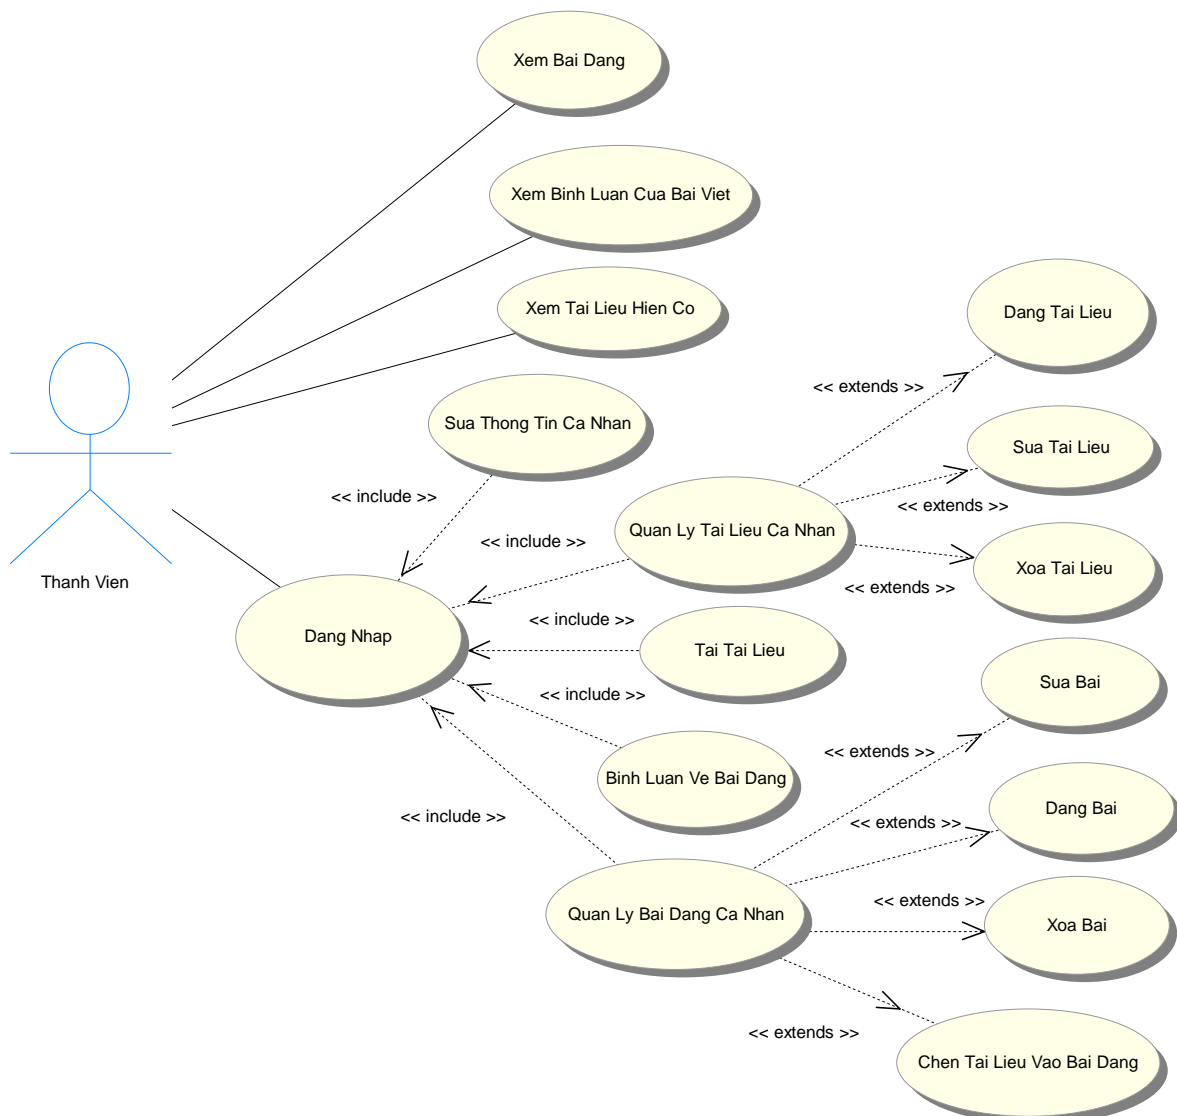 Xem Bai Dang
Xem Binh Luan Cua Bai Viet
Xem Tai Lieu Hien Co
Dang Tai Lieu
<< extends >>
Sua Thong Tin Ca Nhan
Sua Tai Lieu
<< include >>
<< extends >>
Quan Ly Tai Lieu Ca Nhan
<< include >>
Xoa Tai Lieu
Thanh Vien
<< extends >>
<< include >>
Dang Nhap
Tai Tai Lieu
Sua Bai
<< include >>
<< extends >>
Binh Luan Ve Bai Dang
Dang Bai
<< include >>
<< extends >>
<< extends >>
Quan Ly Bai Dang Ca Nhan
Xoa Bai
<< extends >>
Chen Tai Lieu Vao Bai Dang